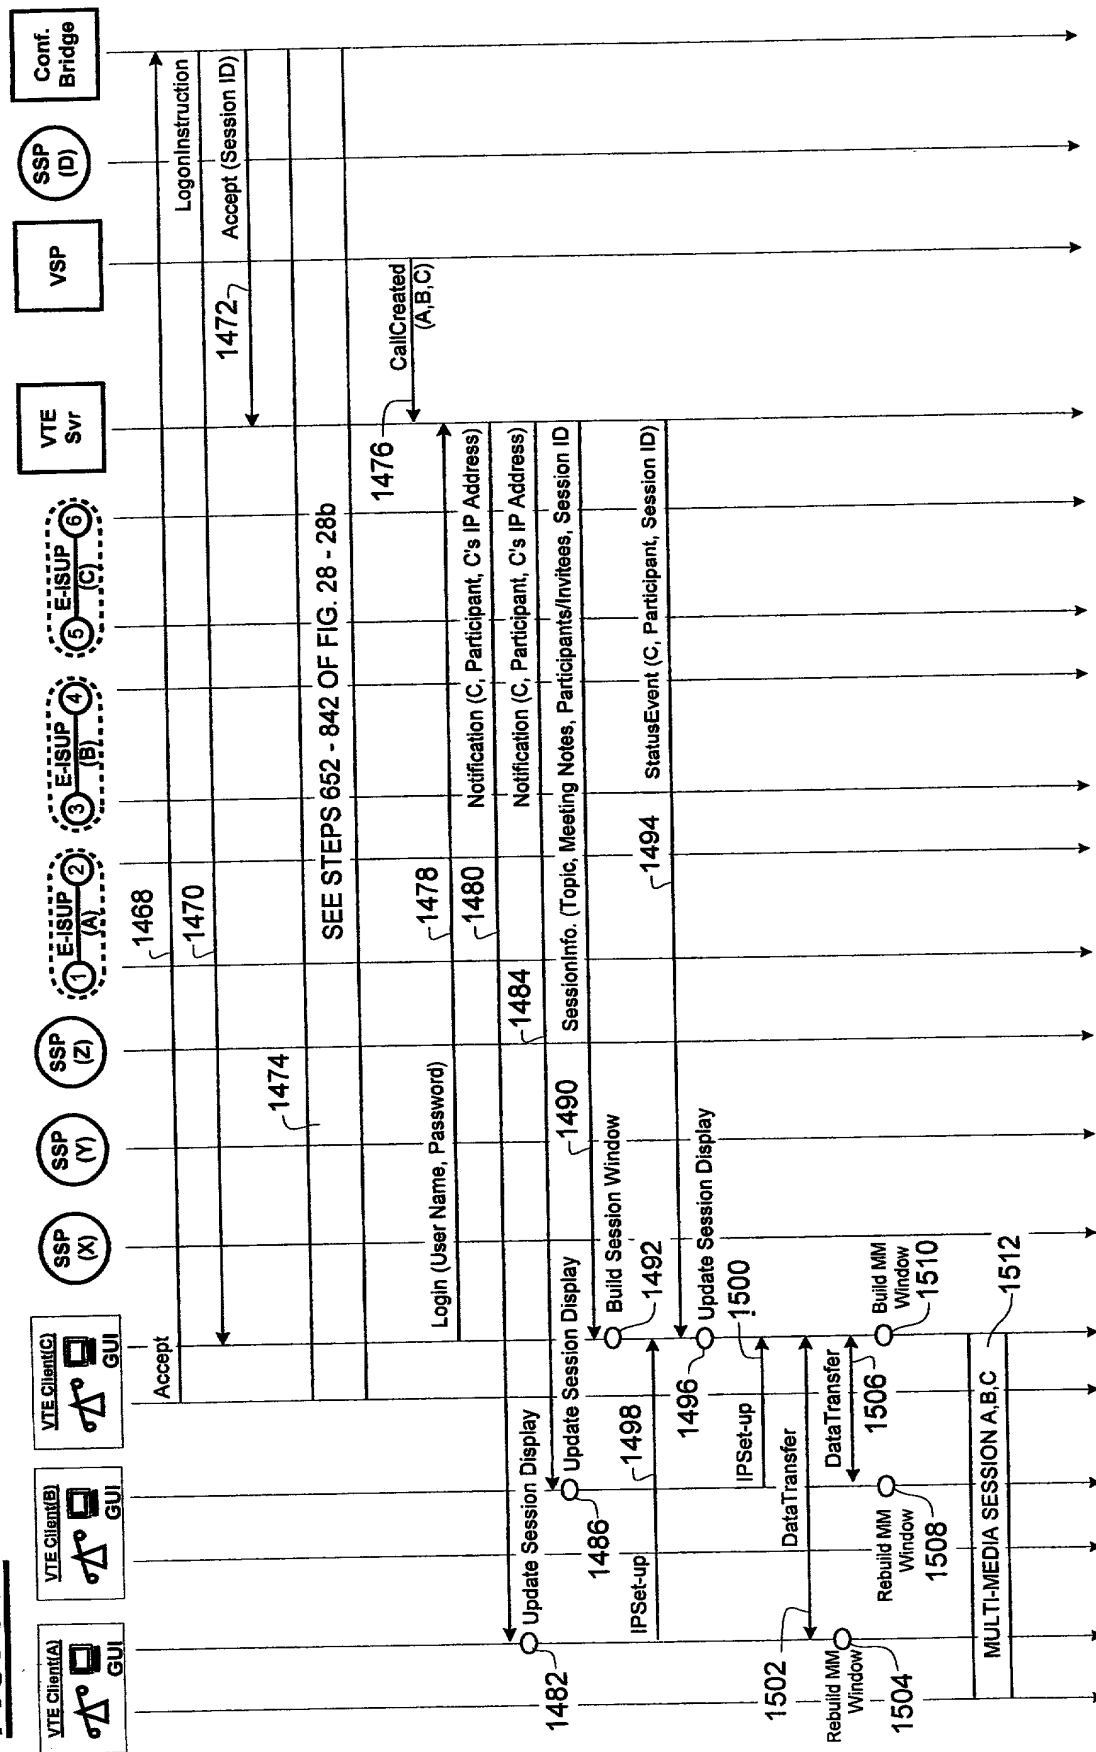 VTE Client(A)
GUI
VTE Client(B)
GUI
VTE Client(C)
GUI
SSP
(X)
SSP
(Y)
SSP
(Z)
1
E-ISUP
(A)
2
3
E-ISUP
(B)
4
5
E-ISUP
(C)
6
VTE
Svr
VSP
SSP
(D)
Conf.
Bridge
Accept
1468
LogonInstruction
1470
Accept (Session ID)
1472
1474
SEE STEPS 652 - 842 OF FIG. 28 - 28b
CallCreated
(A,B,C)
1476
Login (User Name, Password)
1478
Notification (C, Participant, C's IP Address)
1480
Update Session Display
1482
Notification (C, Participant, C's IP Address)
1484
Update Session Display
1486
SessionInfo. (Topic, Meeting Notes, Participants/Invitees, Session ID
1490
Build Session Window
1492
StatusEvent (C, Participant, Session ID)
1494
Update Session Display
1496
IPSet-up
1498
IPSet-up
1500
DataTransfer
1502
Rebuild MM
Window
1504
DataTransfer
1506
Rebuild MM
Window
1508
Build MM
Window
1510
MULTI-MEDIA SESSION A,B,C
1512